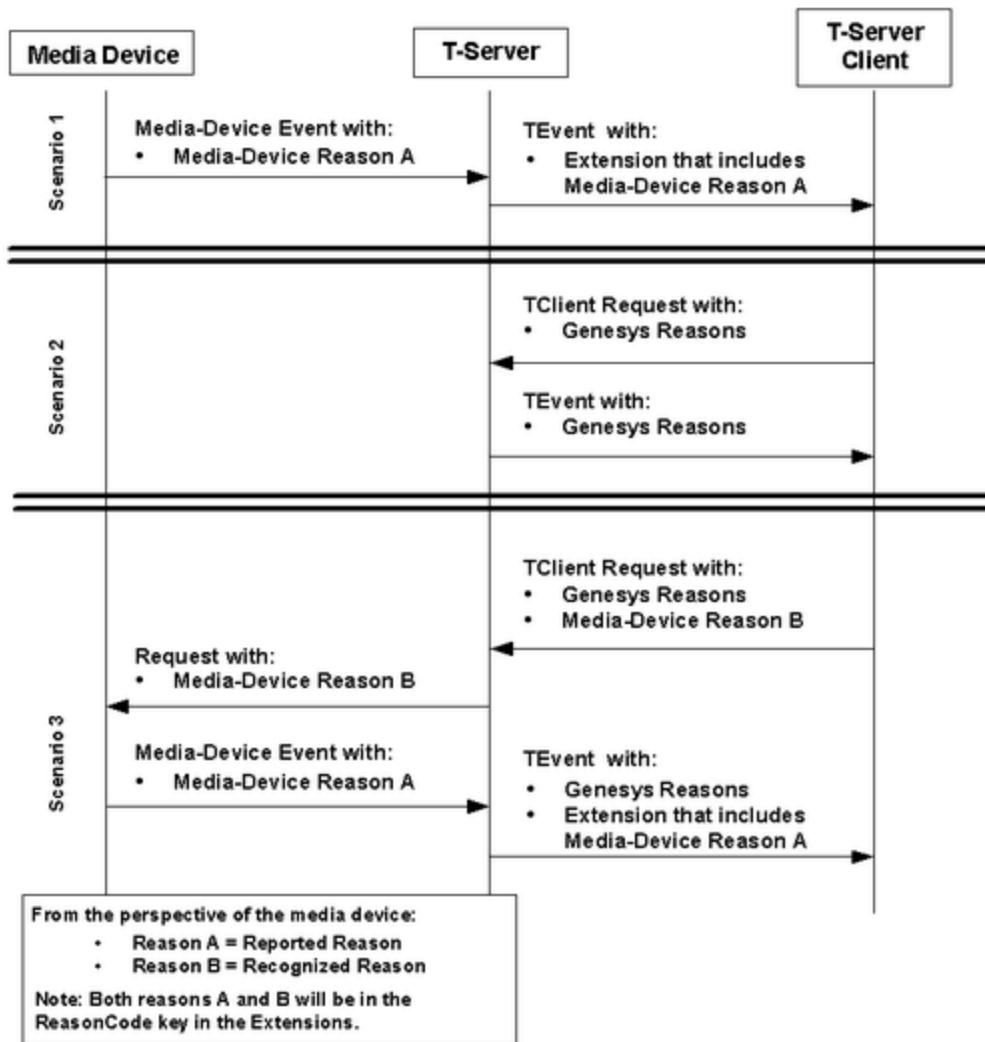 Media Device
T-Server
T-Server
Client
Scenario 1
Media-Device Event with:
• Media-Device Reason A
TEvent with:
• Extension that includes
Media-Device Reason A
Scenario 2
TClient Request with:
• Genesys Reasons
TEvent with:
• Genesys Reasons
Scenario 3
TClient Request with:
• Genesys Reasons
• Media-Device Reason B
Request with:
• Media-Device Reason B
Media-Device Event with:
• Media-Device Reason A
TEvent with:
• Genesys Reasons
• Extension that includes
Media-Device Reason A
From the perspective of the media device:
• Reason A = Reported Reason
• Reason B = Recognized Reason
Note: Both reasons A and B will be in the
ReasonCode key in the Extensions.